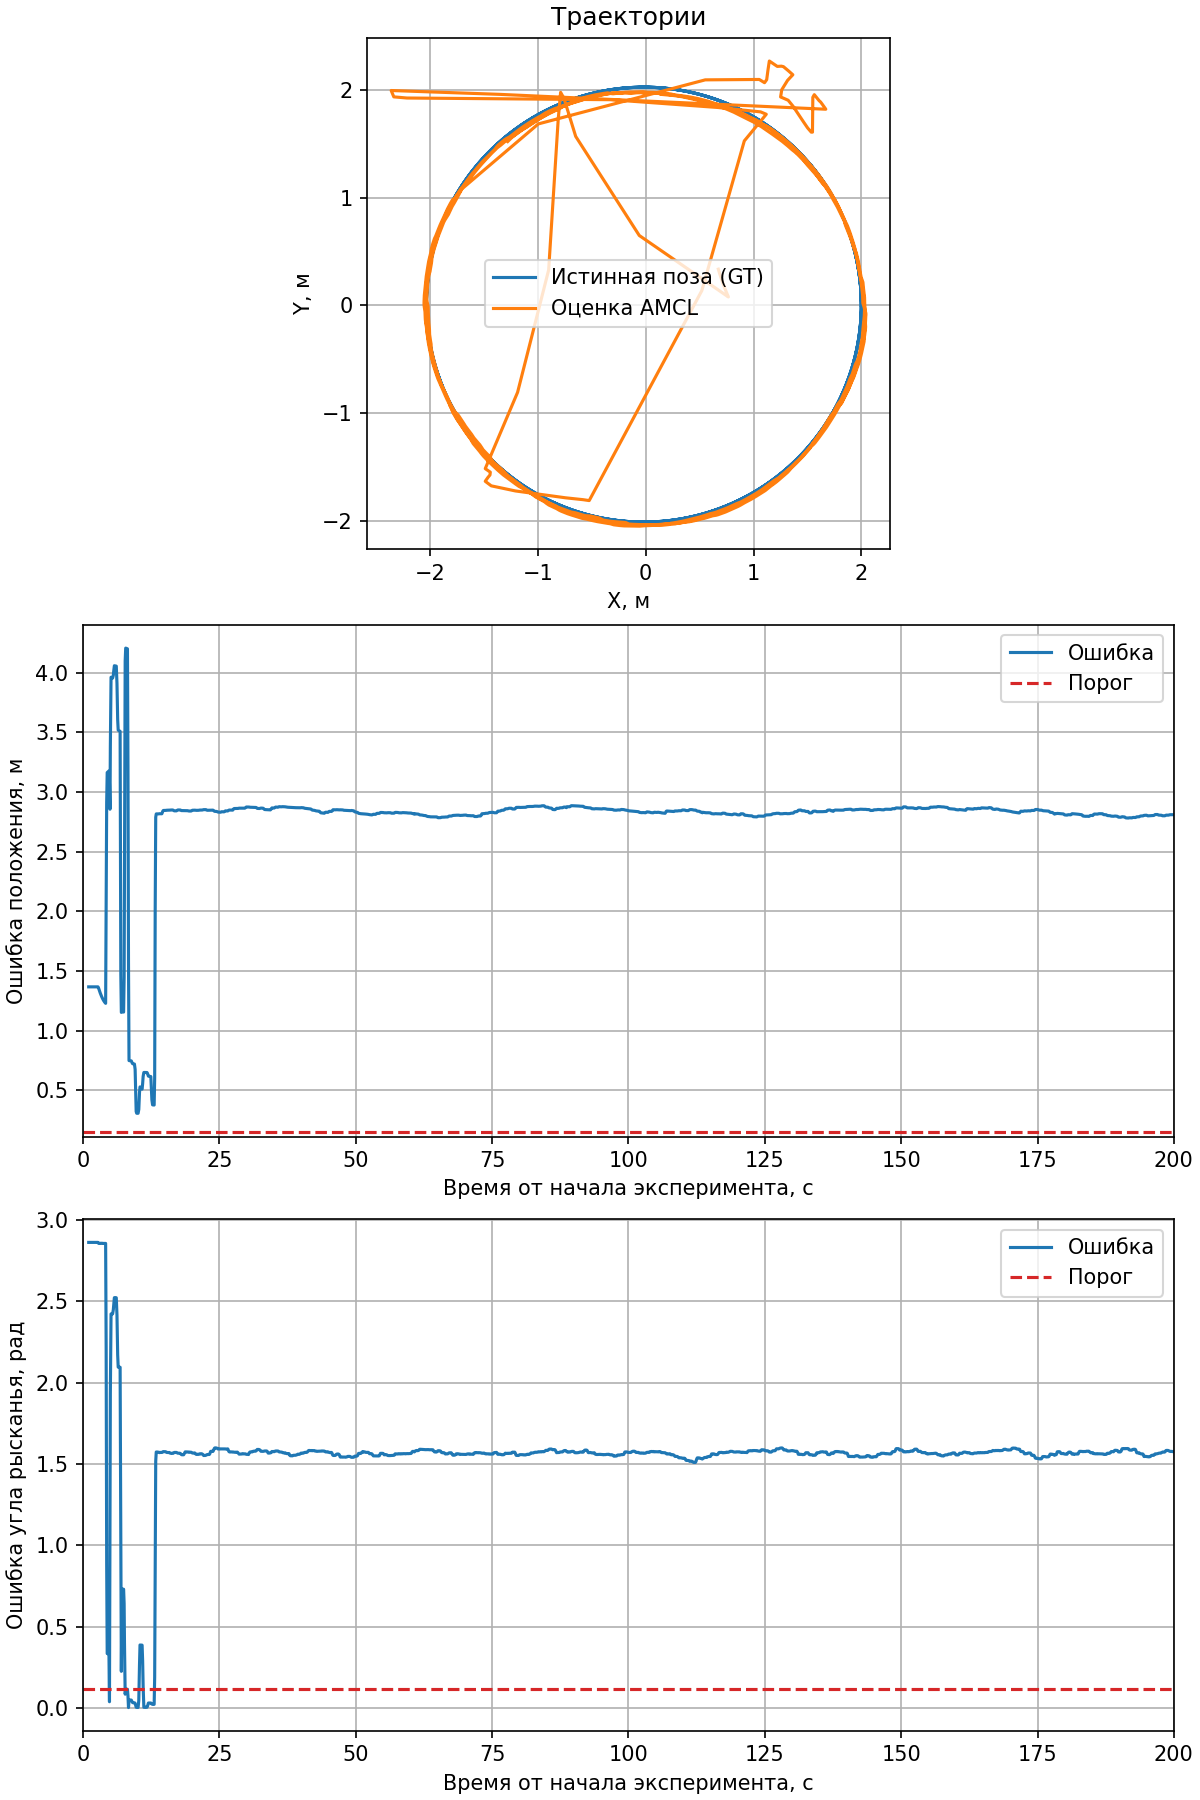 Траектории
2
1
0
−1
−2
Y, м
Истинная поза (GT)
Оценка AMCL
−2 −1 0 1 2
X, м
4.0
3.5
3.0
2.5
2.0
1.5
1.0
0.5
Ошибка положения, м
Ошибка
Порог
0 25 50 75 100 125 150 175 200
Время от начала эксперимента, с
3.0
2.5
2.0
1.5
1.0
0.5
0.0
Ошибка угла рысканья, рад
Ошибка
Порог
0 25 50 75 100 125 150 175 200
Время от начала эксперимента, с